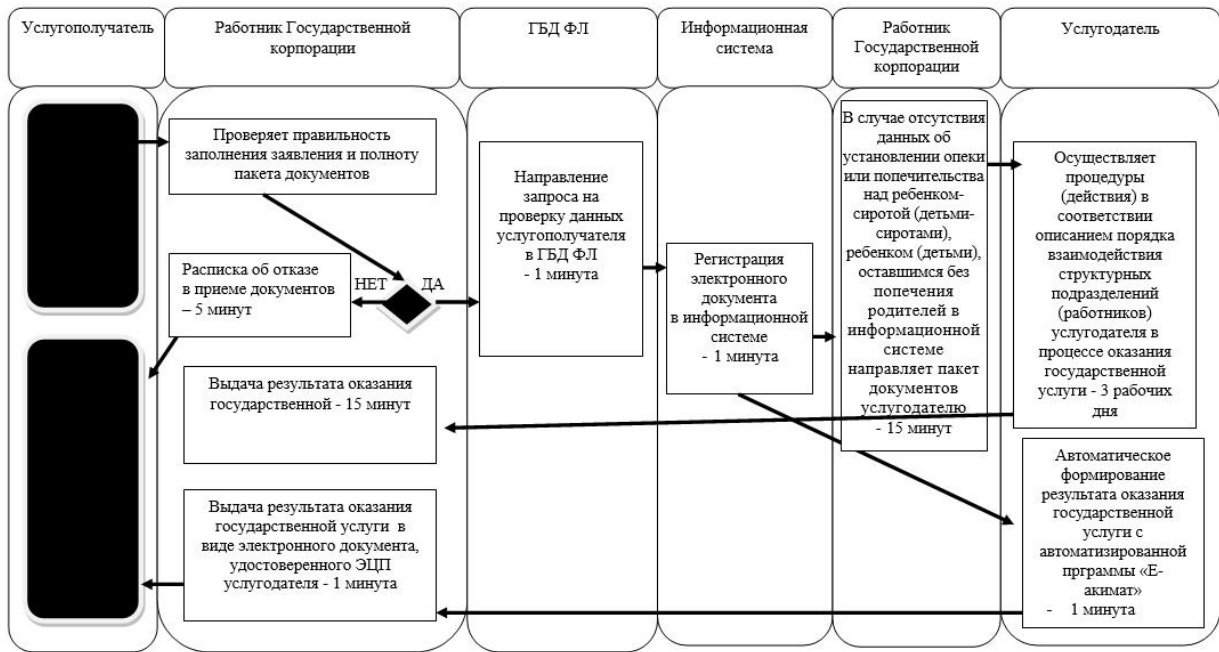 Услугополучатель
Работник Государственной
корпорации
ГБД ФЛ
Информационная
система
Работник
Государственной
корпорации
Услугодатель
Проверяет правильность
заполнения заявления и полноту
пакета документов
Расписка об отказе
в приеме документов
– 5 минут
НЕТ
ДА
Выдача результата оказания
государственной - 15 минут
Выдача результата оказания
государственной услуги в
виде электронного документа,
удостоверенного ЭЦП
услугодателя - 1 минута
Направление
запроса на
проверку данных
услугополучателя
в ГБД ФЛ
- 1 минута
Регистрация
электронного
документа
в информационной
системе
- 1 минута
В случае отсутствия
данных об
установлении опеки
или попечительства
над ребенком-
сиротой (детьми-
сиротами),
ребенком (детьми),
оставшимся без
попечения
родителей в
информационной
системе
направляет пакет
документов
услугодателю
- 15 минут
Осуществляет
процедуры
(действия) в
соответствии
описанием порядка
взаимодействия
структурных
подразделений
(работников)
услугодателя в
процессе оказания
государственной
услуги - 3 рабочих
дня
Автоматическое
формирование
результата оказания
государственной
услуги с
автоматизированной
прграммы «Е-
акимат»
- 1 минута